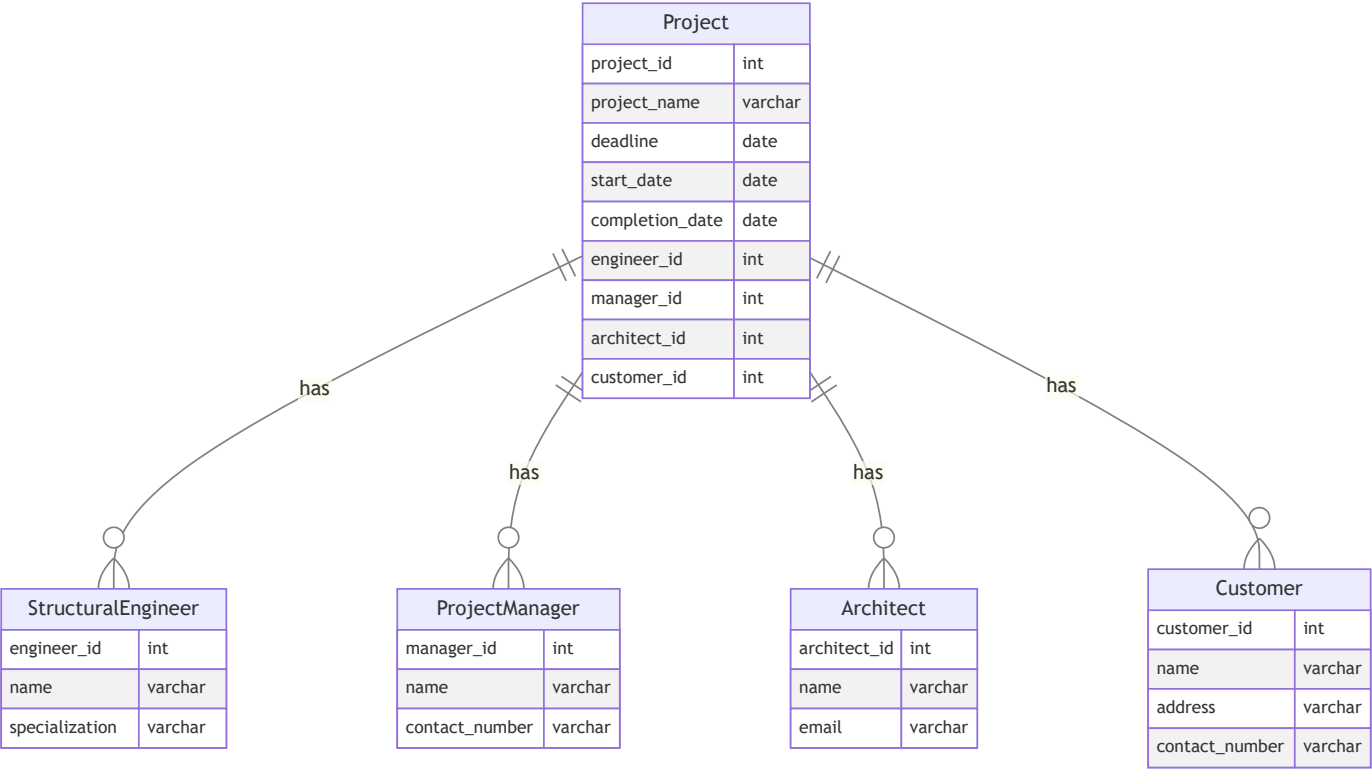 Project
project_id int
project_name varchar
deadline date
start_date date
completion_date date
engineer_id int
manager_id int
architect_id int
customer_id int
has
has
has
has
StructuralEngineer
engineer_id int
name varchar
specialization varchar
ProjectManager
manager_id int
name varchar
contact_number varchar
Architect
architect_id int
name varchar
email varchar
Customer
customer_id int
name varchar
address varchar
contact_number varchar